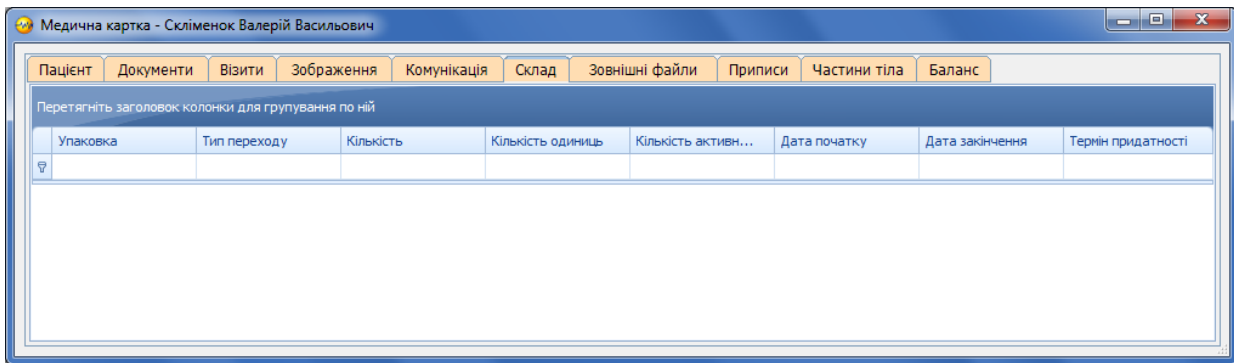 Медична картка - Скліменок Валерій Васильович
Пацієнт Документи Візити Зображення Комунікація Склад Зовнішні файли Приписи Частини тіла Баланс
Перетягніть заголовок колонки для групування по ній
Упаковка Тип переходу Кількість Кількість одиниць Кількість активн... Дата початку Дата закінчення Термін придатності